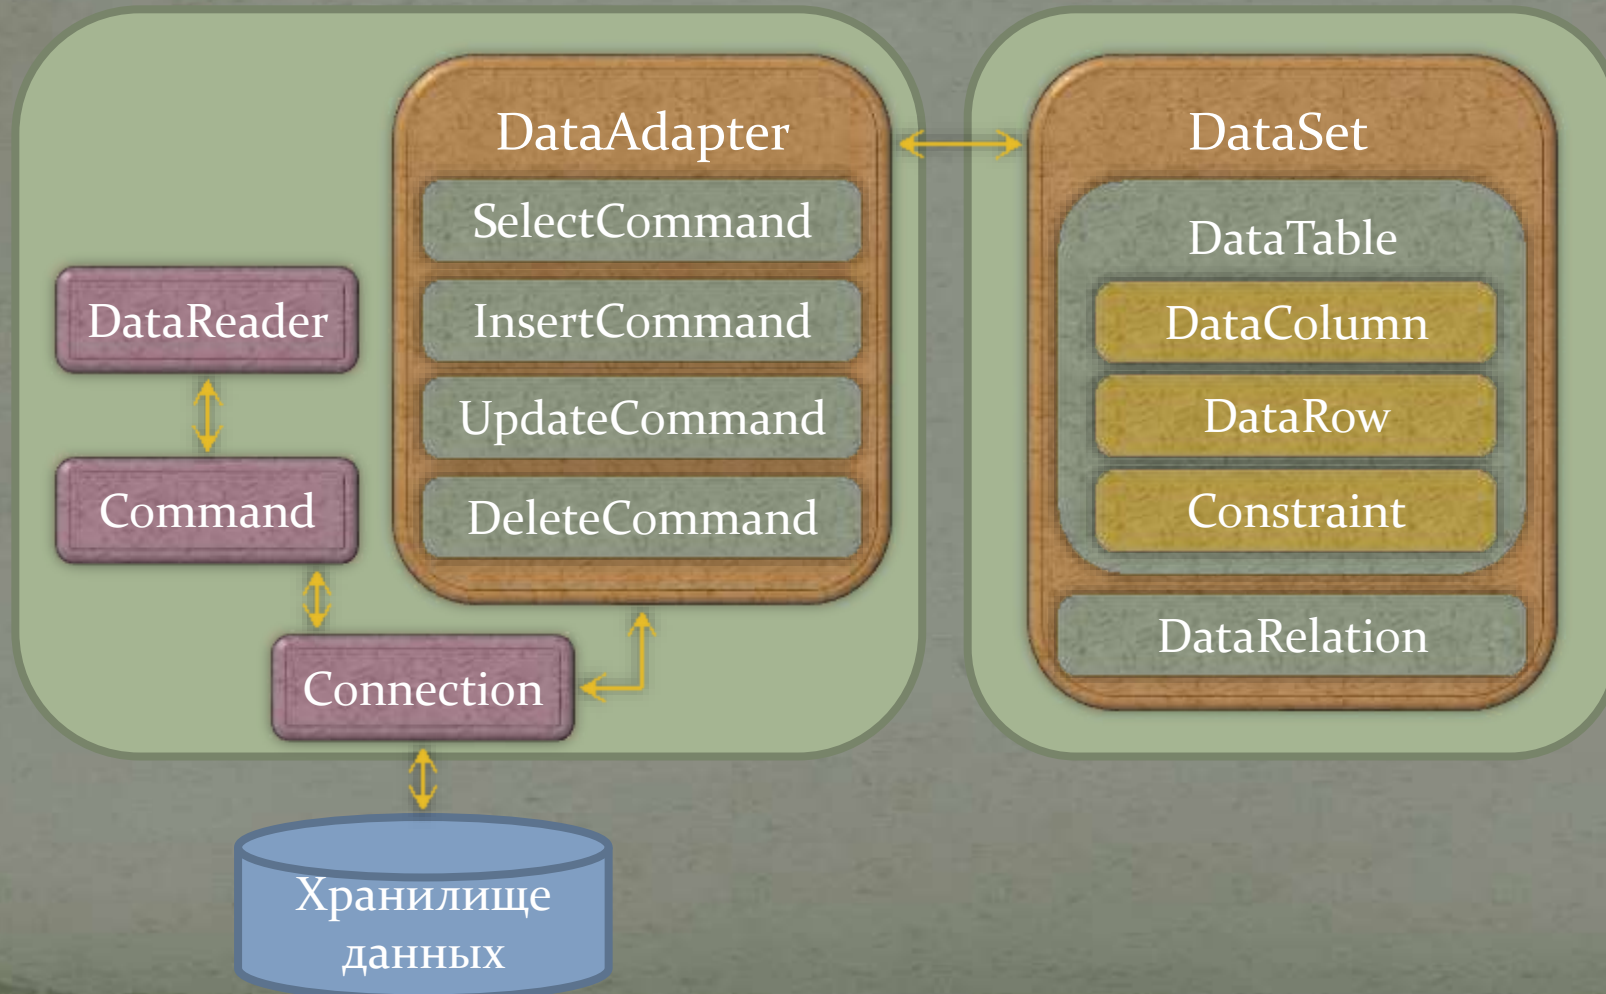 DataAdapter
SelectCommand
InsertCommand
UpdateCommand
DeleteCommand
DataReader
Command
Connection
Хранилище
данных
DataSet
DataTable
DataColumn
DataRow
Constraint
DataRelation